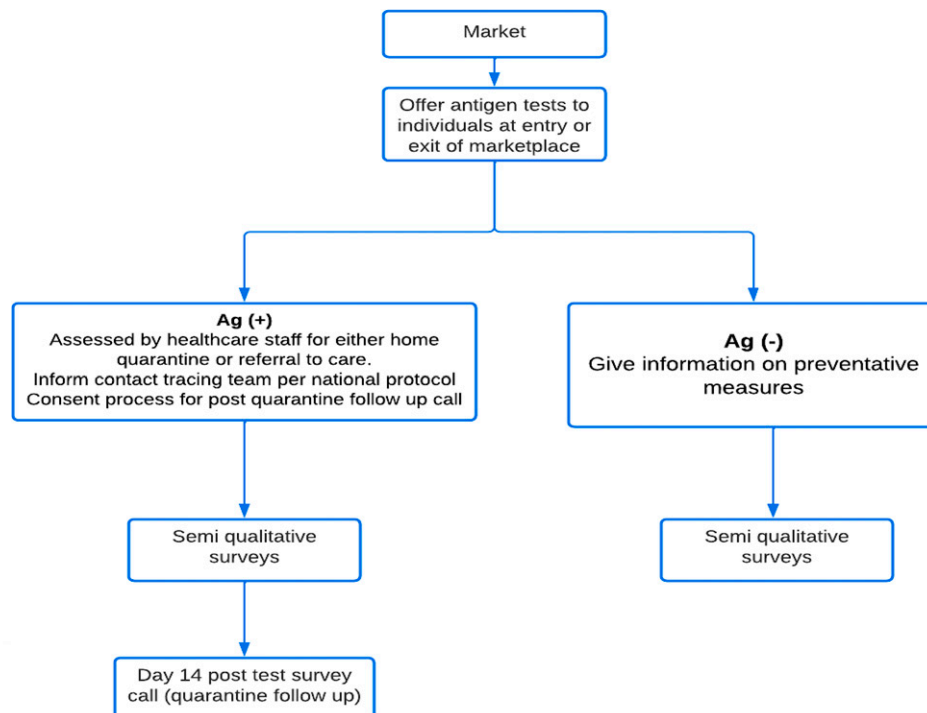 Market
Offer antigen tests to
individuals at entry or
exit of marketplace
Ag (+)
Assessed by healthcare staff for either home
quarantine or referral to care.
Inform contact tracing team per national protocol
Consent process for post quarantine follow up call
Ag (-)
Give information on preventative
measures
Semi qualitative
surveys
Semi qualitative
surveys
Day 14 post test survey
call (quarantine follow up)